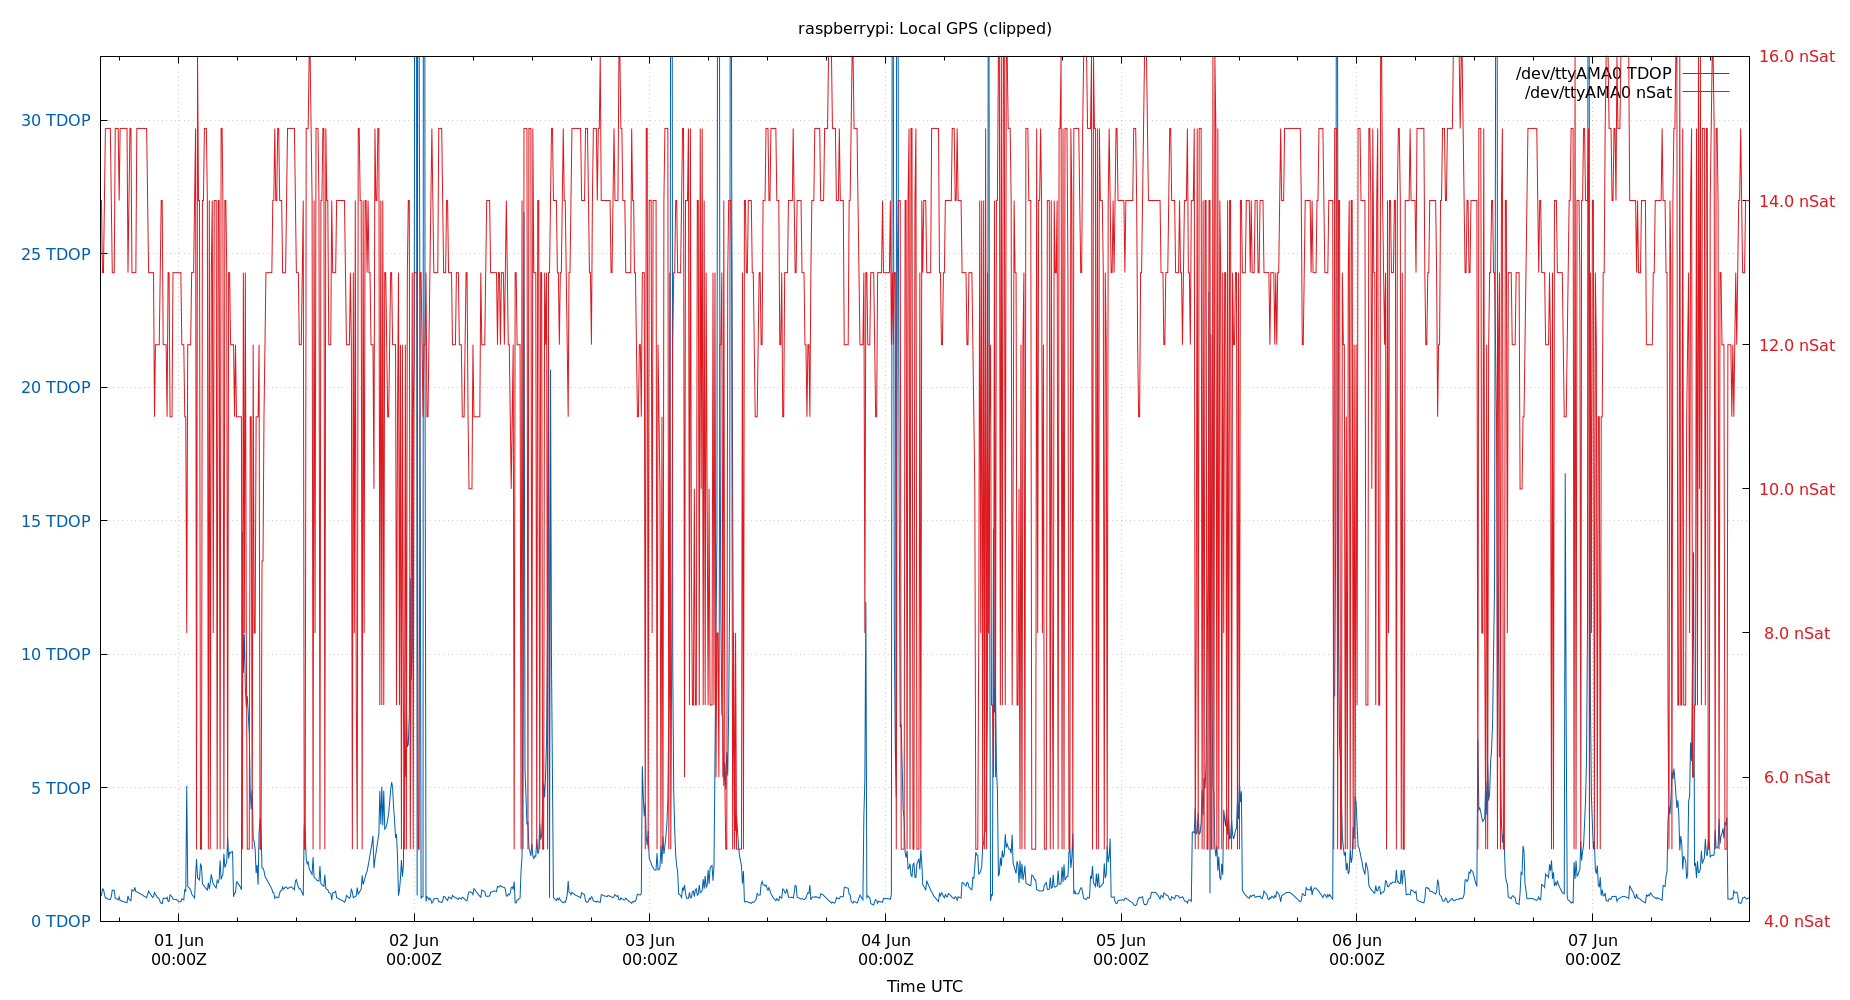 raspberrypi: Local GPS (clipped)
/dev/ttyAMA0 TDOP
/dev/ttyAMA0 nSat
30 TDOP
25 TDOP
20 TDOP
15 TDOP
10 TDOP
5 TDOP
0 TDOP
16.0 nSat
14.0 nSat
12.0 nSat
10.0 nSat
8.0 nSat
6.0 nSat
4.0 nSat
01 Jun
00:00Z
02 Jun
00:00Z
03 Jun
00:00Z
04 Jun
00:00Z
05 Jun
00:00Z
06 Jun
00:00Z
07 Jun
00:00Z
Time UTC